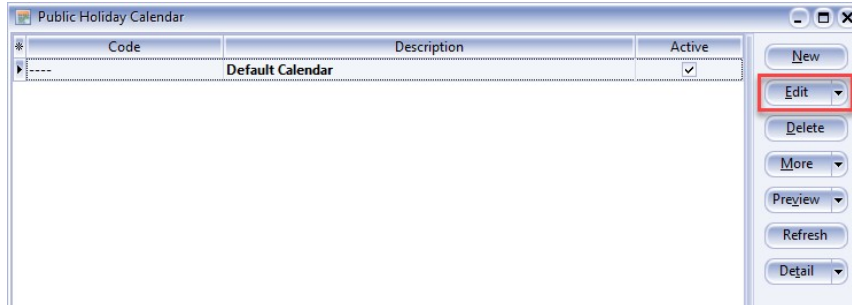 Public Holiday Calendar
Code Description Active
---- Default Calendar
New
Edit
Delete
More
Preview
Refresh
Detail